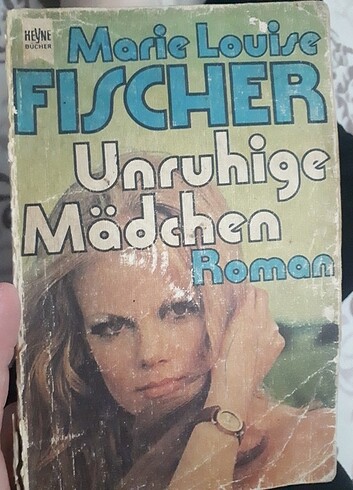 HEYNE
BÜCHER
Marie Louise
FISCHER
Unruhige
Mädchen
Roman